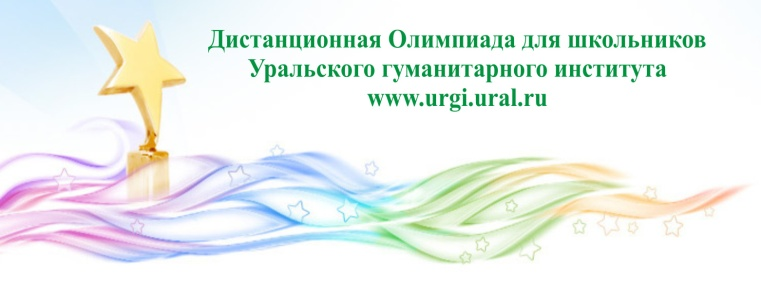 Дистанционная Олимпиада для школьников
Уральского гуманитарного института
www.urgi.ural.ru